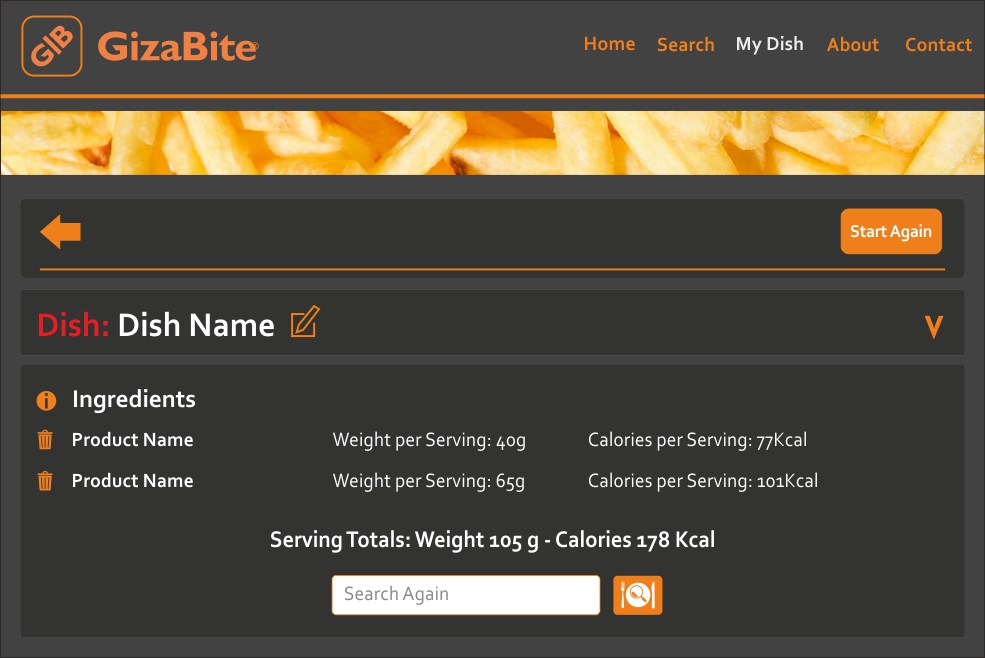 GIB
GizaBite®
Home Search My Dish About Contact
Start Again
Dish: Dish Name
V
Ingredients
Product Name Weight per Serving: 40g Calories per Serving: 77Kcal
Product Name Weight per Serving: 65g Calories per Serving: 101Kcal
Serving Totals: Weight 105 g - Calories 178 Kcal
Search Again